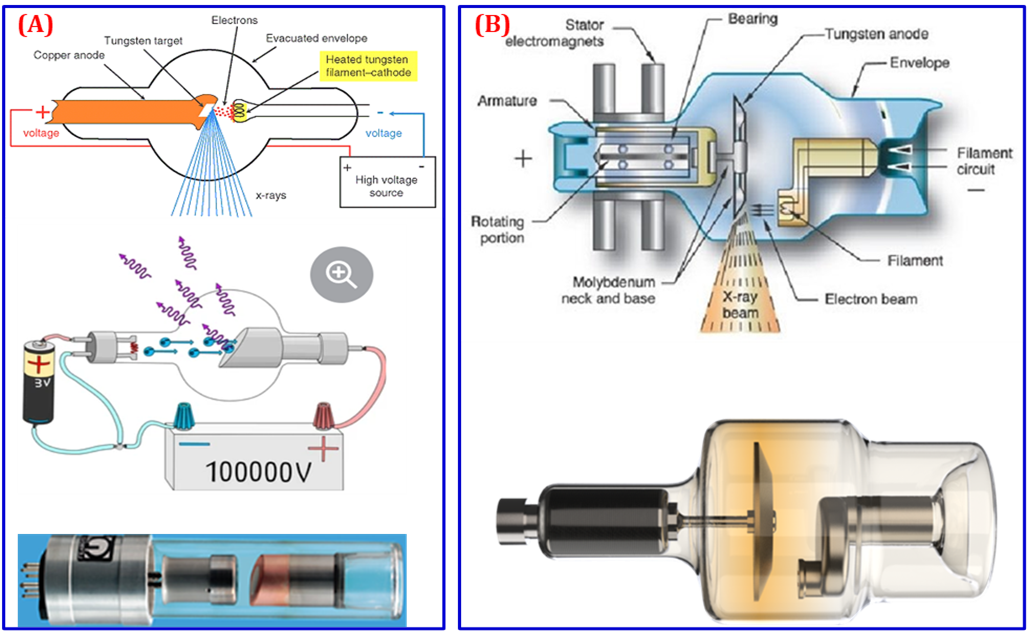 (A)
Electrons
Tungsten target
Evacuated envelope
Copper anode
Heated tungsten
filament–cathode
+
-
voltage
voltage
+ -
High voltage
source
x-rays
3V
+
− +
100000V
(B)
Stator
electromagnets
Bearing
Tungsten anode
Envelope
Armature
+
Filament
circuit
−
Rotating
portion
Filament
Molybdenum
neck and base
X-ray
beam
Electron beam